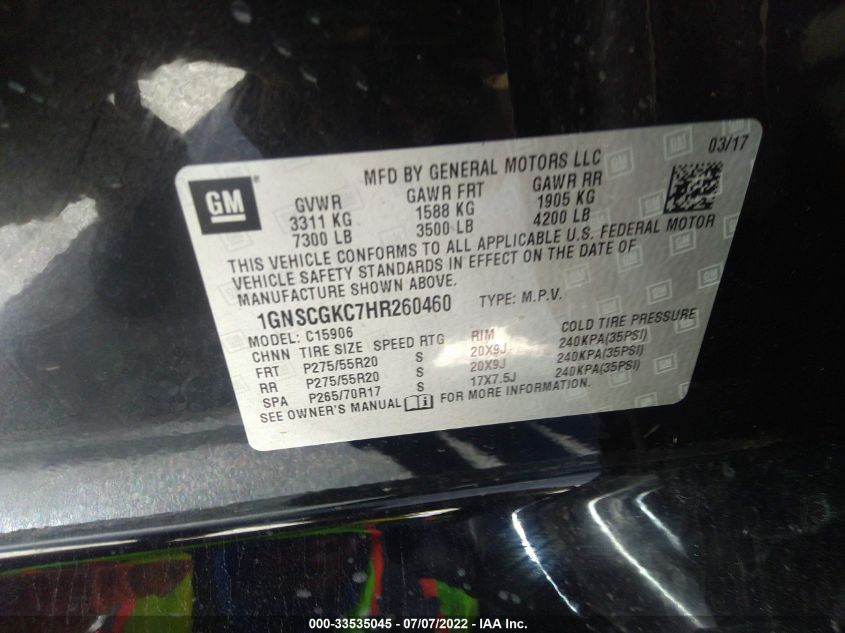 03/17
MFD BY GENERAL MOTORS LLC
GM
GVWR GAWR FRT GAWR RR
3311 KG 1588 KG 1905 KG
7300 LB 3500 LB 4200 LB
THIS VEHICLE CONFORMS TO ALL APPLICABLE U.S. FEDERAL MOTOR
VEHICLE SAFETY STANDARDS IN EFFECT ON THE DATE OF
MANUFACTURE SHOWN ABOVE.
1GNSCGKC7HR260460 TYPE: M.P.V.
MODEL: C15906
CHNN TIRE SIZE SPEED RTG RIM COLD TIRE PRESSURE
FRT P275/55R20 S 20X9J 240KPA(35PSI)
RR P275/55R20 S 20X9J 240KPA(35PSI)
SPA P265/70R17 S 17X7.5J 240KPA(35PSI)
SEE OWNER'S MANUAL FOR MORE INFORMATION.
000-33535045 - 07/07/2022 - IAA Inc.